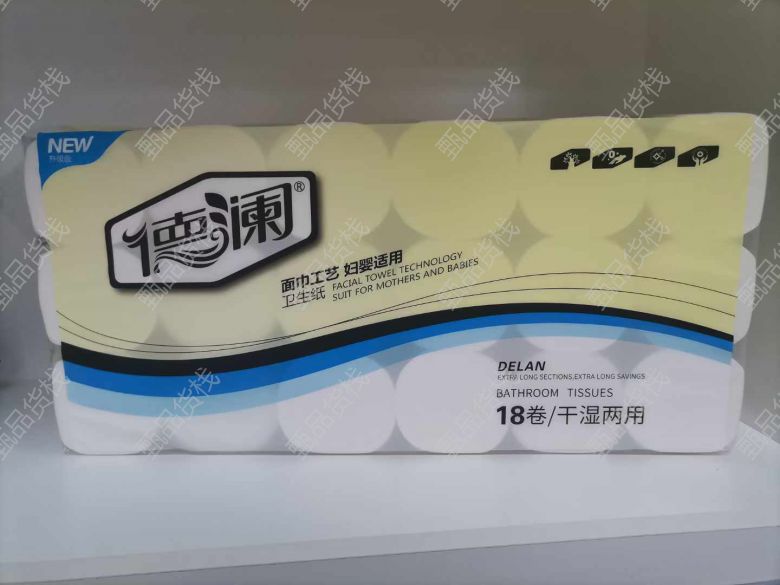 NEW
升级版
德澜®
面巾工艺 妇婴适用
卫生纸
FACIAL TOWEL TECHNOLOGY
SUIT FOR MOTHERS AND BABIES
DELAN
EXTRA LONG SECTIONS,EXTRA LONG SAVINGS
BATHROOM TISSUES
18卷/干湿两用
甄品货栈